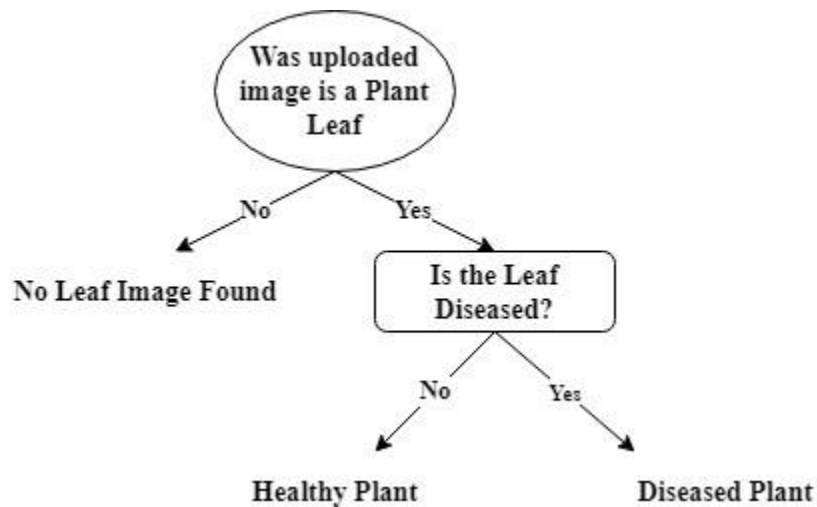 Was uploaded
image is a Plant
Leaf
No
Yes
No Leaf Image Found
Is the Leaf
Diseased?
No
Yes
Healthy Plant
Diseased Plant